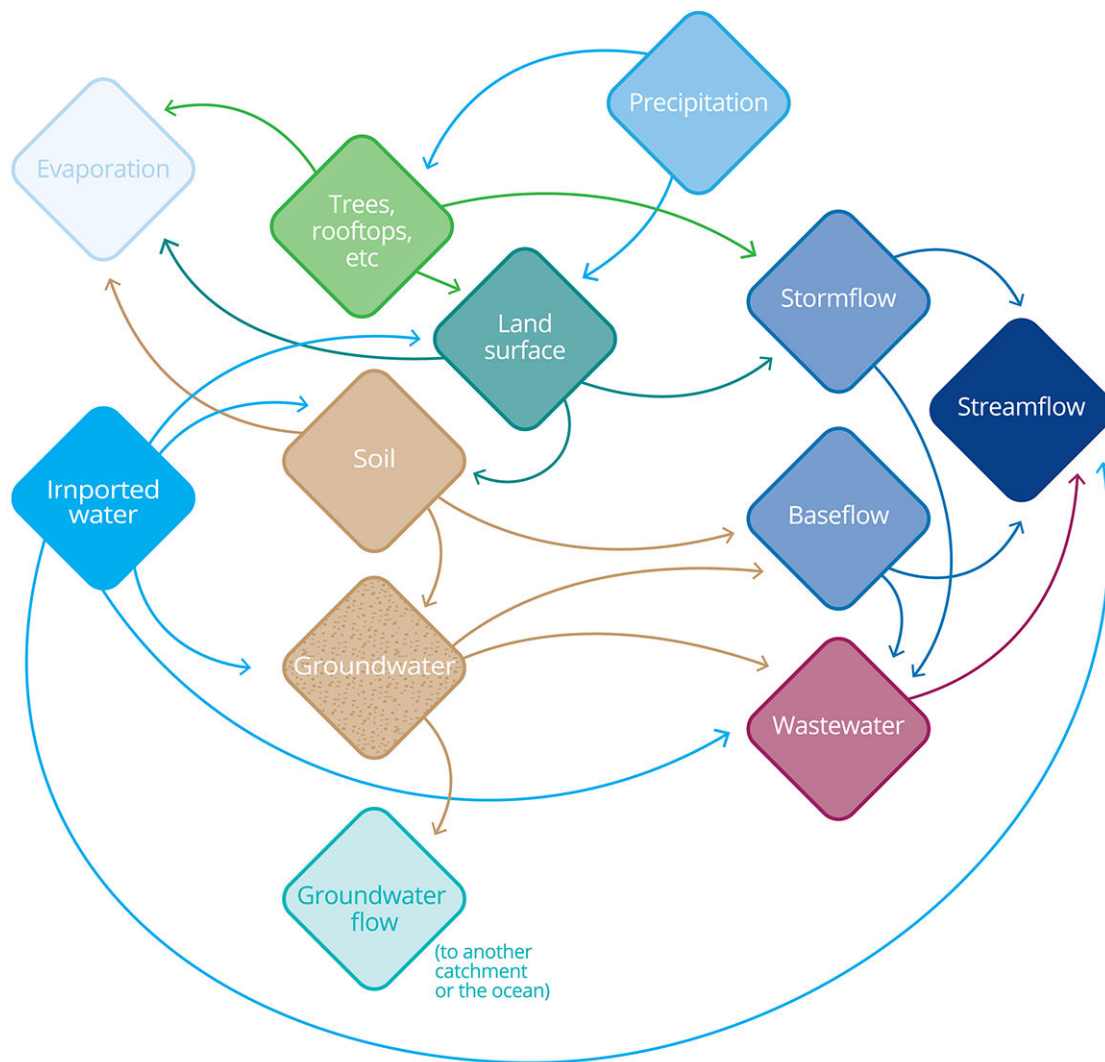 Precipitation
Evaporation
Trees,
rooftops,
etc
Stormflow
Land
surface
Streamflow
Soil
Irnported
water
Baseflow
Groundwater
Wastewater
Groundwater
flow
(to another
catchment
or the ocean)